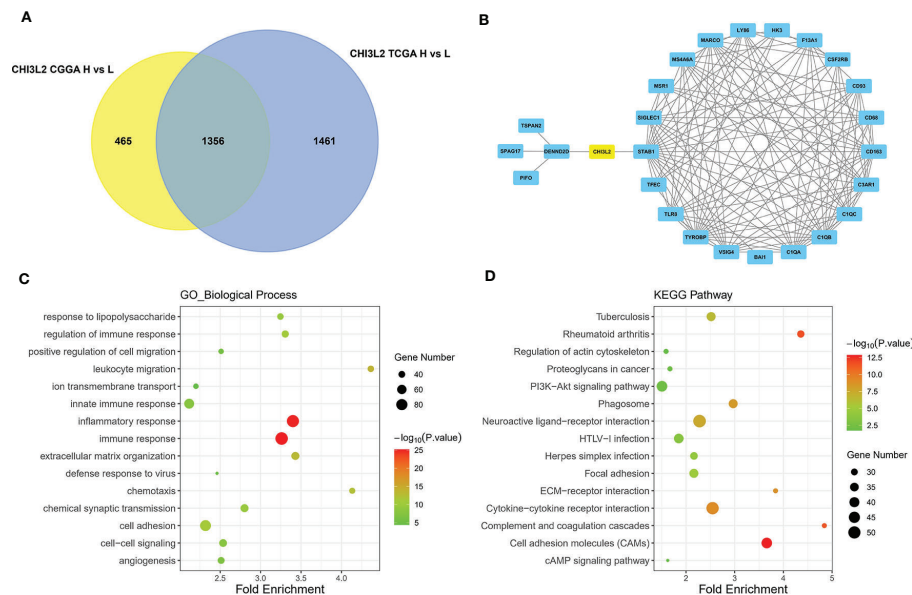 A
CHI3L2 CGGA H vs L
CHI3L2 TCGA H vs L
465
1356
1461
B
LY86
HK3
MARCO
F13A1
MS4A6A
CSF2RB
MSR1
CD93
SIGLEC1
CD68
TSPAN2
SPAG17
DENND2D
CHI3L2
STAB1
CD163
PIFO
TFEC
C3AR1
TLR8
C1QC
TYROBP
C1QB
VSIG4
BAI1
C1QA
C
GO_Biological Process
response to lipopolysaccharide
regulation of immune response
positive regulation of cell migration
leukocyte migration
ion transmembrane transport
innate immune response
inflammatory response
immune response
extracellular matrix organization
defense response to virus
chemotaxis
chemical synaptic transmission
cell adhesion
cell−cell signaling
angiogenesis
2.5
3.0
3.5
4.0
Fold Enrichment
Gene Number
40
60
80
−log10(P.value)
25
20
15
10
5
D
KEGG Pathway
Tuberculosis
Rheumatoid arthritis
Regulation of actin cytoskeleton
Proteoglycans in cancer
PI3K−Akt signaling pathway
Phagosome
Neuroactive ligand−receptor interaction
HTLV−I infection
Herpes simplex infection
Focal adhesion
ECM−receptor interaction
Cytokine−cytokine receptor interaction
Complement and coagulation cascades
Cell adhesion molecules (CAMs)
cAMP signaling pathway
2
3
4
5
Fold Enrichment
−log10(P.value)
12.5
10.0
7.5
5.0
2.5
Gene Number
30
35
40
45
50